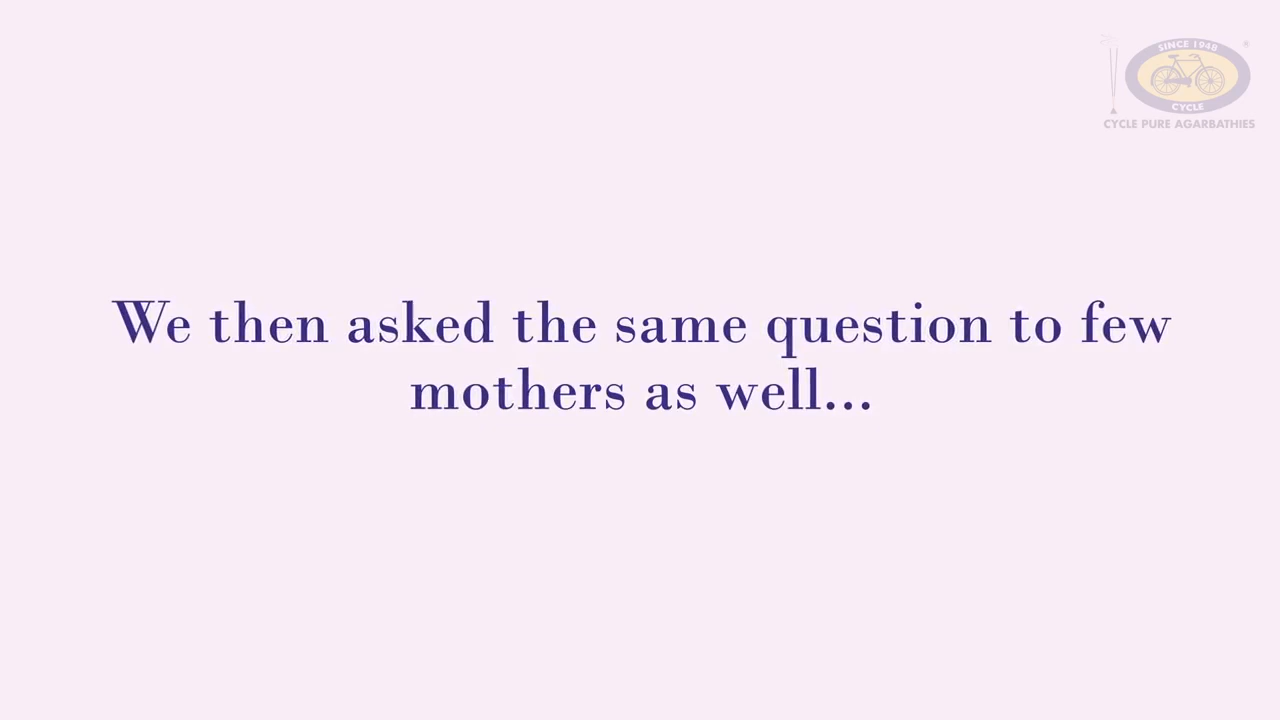 SINCE 1948
®
CYCLE
CYCLE PURE AGARBATHIES
We then asked the same question to few
mothers as well...